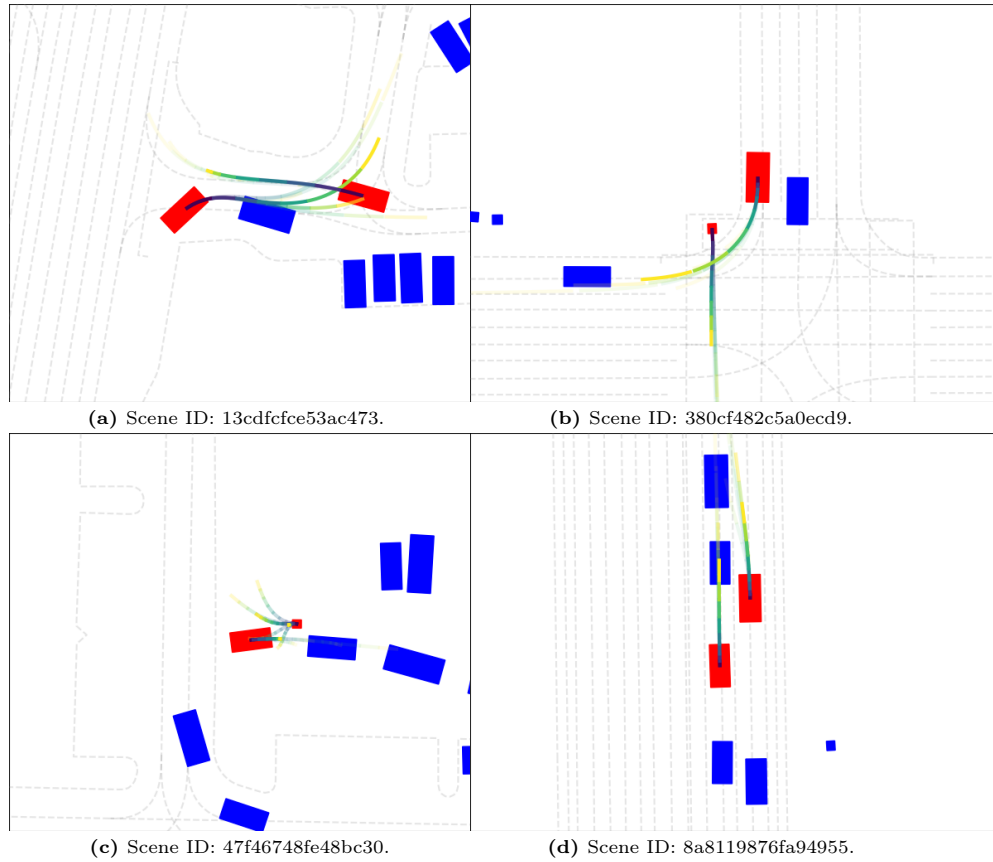 (a) Scene ID: 13cdfcfce53ac473.
(b) Scene ID: 380cf482c5a0ecd9.
(c) Scene ID: 47f46748fe48bc30.
(d) Scene ID: 8a8119876fa94955.